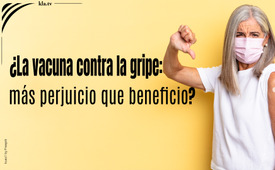 kla.tv
¿La vacuna contra la gripe:
más perjuicio que beneficio?